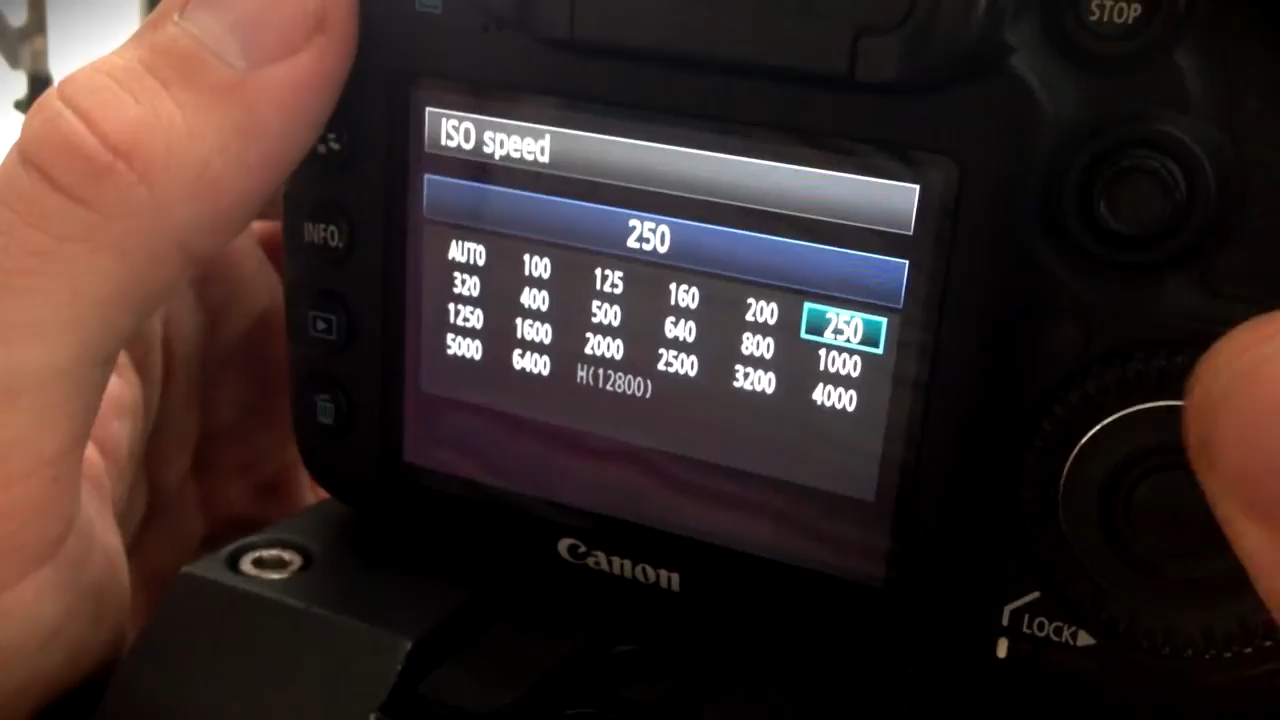 STOP
ISO speed
250
AUTO 100 125 160 200 250
320 400 500 640 800 1000
1250 1600 2000 2500 3200 4000
5000 6400 H(12800)
INFO.
Canon
LOCK